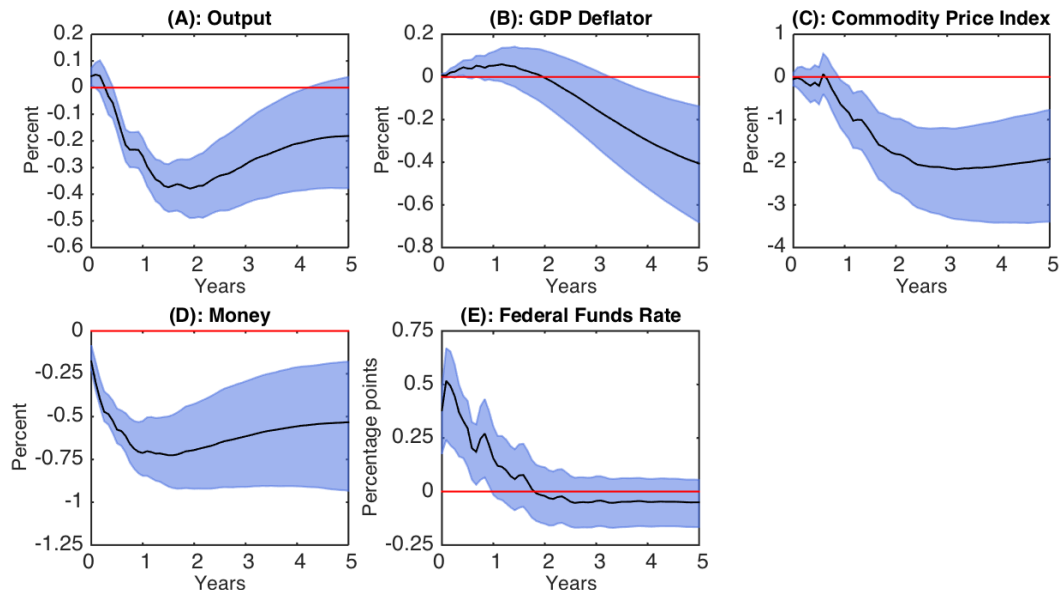 (A): Output
0.2
0.1
0
-0.1
-0.2
-0.3
-0.4
-0.5
-0.6
Percent
0 1 2 3 4 5
Years
(B): GDP Deflator
0.2
0
-0.2
-0.4
-0.6
0.8
Percent
0 1 2 3 4 5
Years
(C): Commodity Price Index
1
0
-1
-2
-3
-4
Percent
0 1 2 3 4 5
Years
(D): Money
0
-0.25
-0.5
-0.75
-1
-1.25
Percent
0 1 2 3 4 5
Years
(E): Federal Funds Rate
0.75
0.5
0.25
0
-0.25
Percentage points
0 1 2 3 4 5
Years